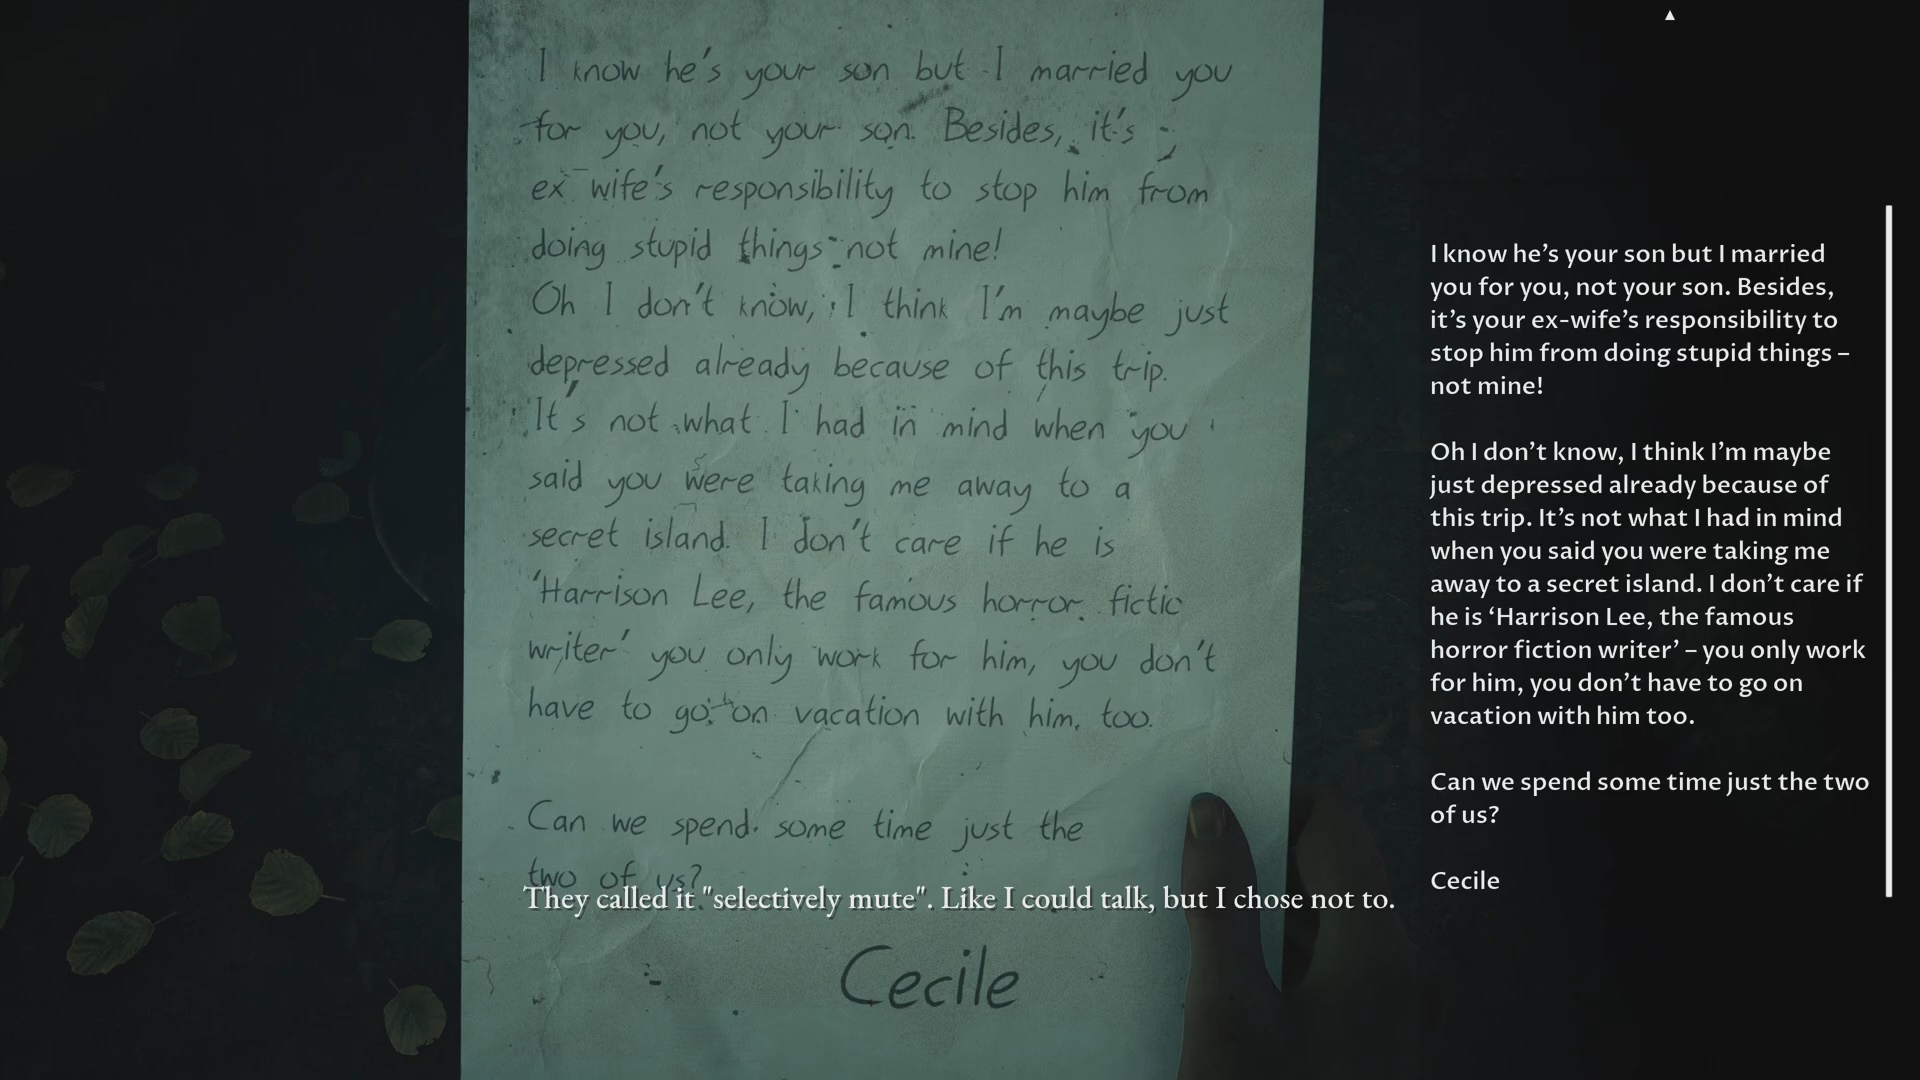 I know he's your son but I married you
for you, not your son. Besides, it's
ex wife's responsibility to stop him from
doing stupid things not mine!
Oh I don't know, I think I'm maybe just
depressed already because of this trip.
It's not what I had in mind when you
said you were taking me away to a
secret island. I don't care if he is
'Harrison Lee, the famous horror fictic
writer' you only work for him, you don't
have to go on vacation with him. too.
Can we spend some time just the
two of us?
They called it "selectively mute". Like I could talk, but I chose not to.
Cecile
I know he's your son but I married
you for you, not your son. Besides,
it's your ex-wife's responsibility to
stop him from doing stupid things –
not mine!
Oh I don't know, I think I'm maybe
just depressed already because of
this trip. It's not what I had in mind
when you said you were taking me
away to a secret island. I don't care if
he is ‘Harrison Lee, the famous
horror fiction writer’ – you only work
for him, you don't have to go on
vacation with him too.
Can we spend some time just the two
of us?
Cecile